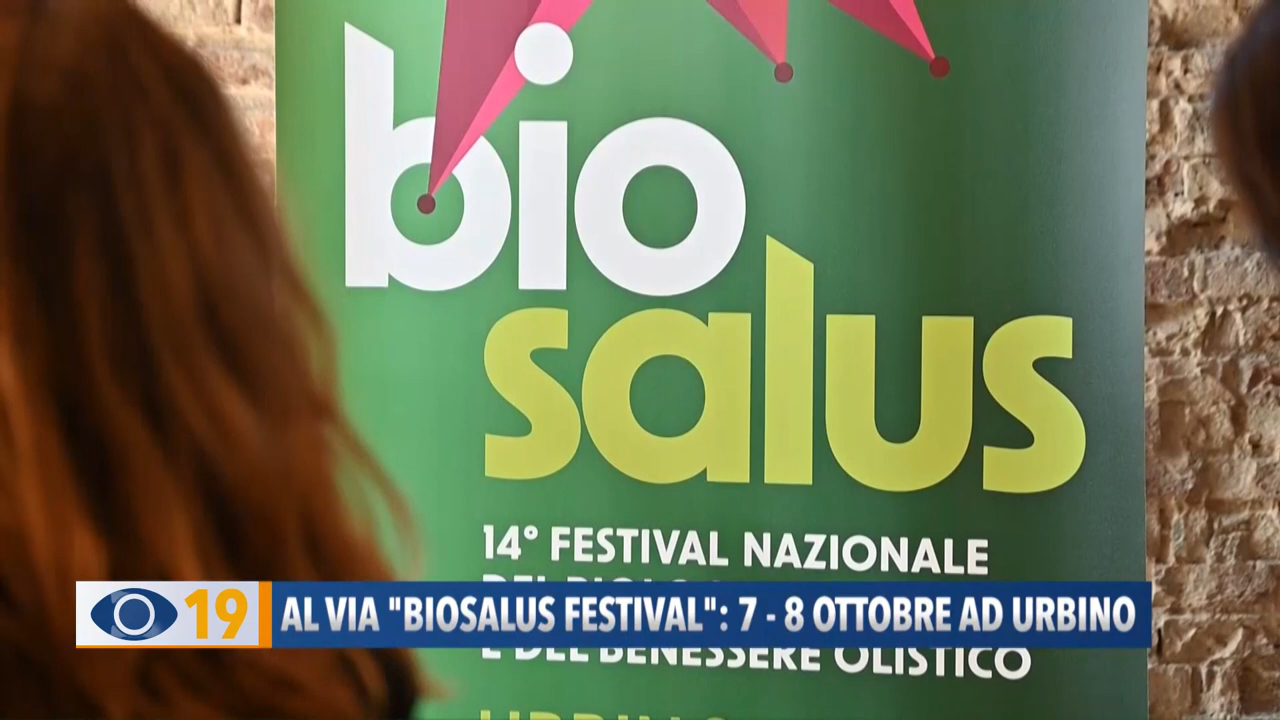 bio
salus
14° FESTIVAL NAZIONALE
19 AL VIA "BIOSALUS FESTIVAL": 7 - 8 OTTOBRE AD URBINO
E DEL BENESSERE OLISTICO